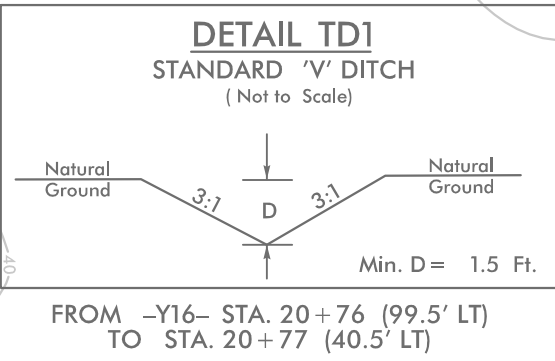 DETAIL TD1
STANDARD 'V' DITCH
( Not to Scale)
Natural
Ground
3:1
D
3:1
Natural
Ground
Min. D = 1.5 Ft.
40
FROM -Y16- STA. 20+76 (99.5' LT)
TO STA. 20+77 (40.5' LT)